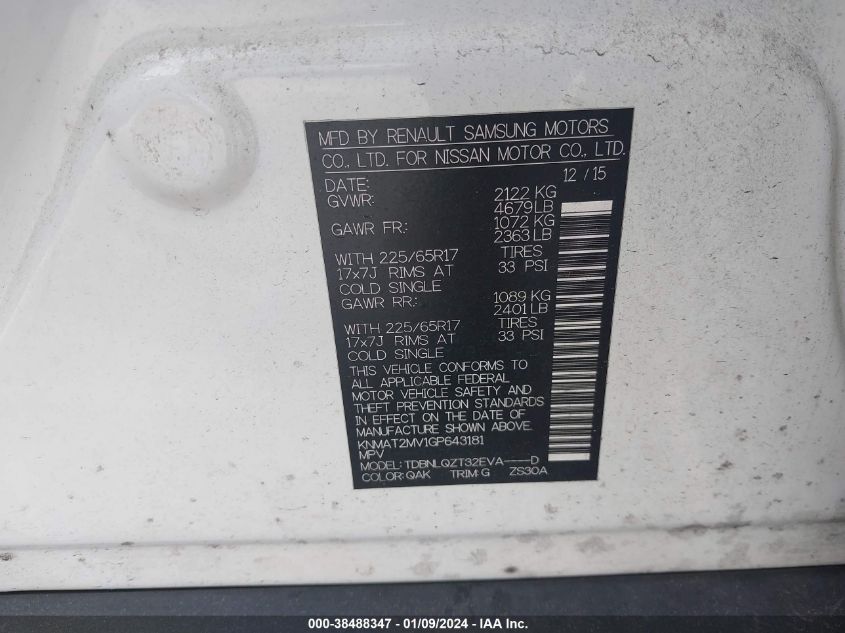 MFD BY RENAULT SAMSUNG MOTORS
CO., LTD. FOR NISSAN MOTOR CO., LTD.
DATE: 12 / 15
GVWR: 2122 KG
4679 LB
GAWR FR: 1072 KG
2363 LB
WITH 225/65R17 TIRES
17x7J RIMS AT 33 PSI
COLD SINGLE
GAWR RR: 1089 KG
2401 LB
WITH 225/65R17 TIRES
17x7J RIMS AT 33 PSI
COLD SINGLE
THIS VEHICLE CONFORMS TO
ALL APPLICABLE FEDERAL
MOTOR VEHICLE SAFETY AND
THEFT PREVENTION STANDARDS
IN EFFECT ON THE DATE OF
MANUFACTURE SHOWN ABOVE.
KNMAT2MV1GP643181
MPV
MODEL: TDBNLQZT32EVA----D
COLOR: QAK TRIM: G ZS30A
000-38488347 - 01/09/2024 - IAA Inc.